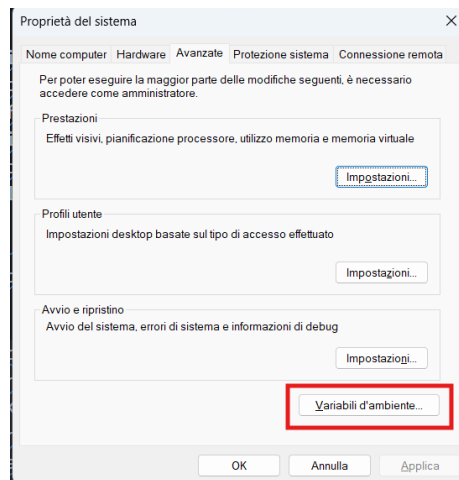 Proprietà del sistema
Nome computer Hardware Avanzate Protezione sistema Connessione remota
Per poter eseguire la maggior parte delle modifiche seguenti, è necessario
accedere come amministratore.
Prestazioni
Effetti visivi, pianificazione processore, utilizzo memoria e memoria virtuale
Impostazioni...
Profili utente
Impostazioni desktop basate sul tipo di accesso effettuato
Impostazioni...
Avvio e ripristino
Avvio del sistema, errori di sistema e informazioni di debug
Impostazioni...
Variabili d'ambiente...
OK Annulla Applica